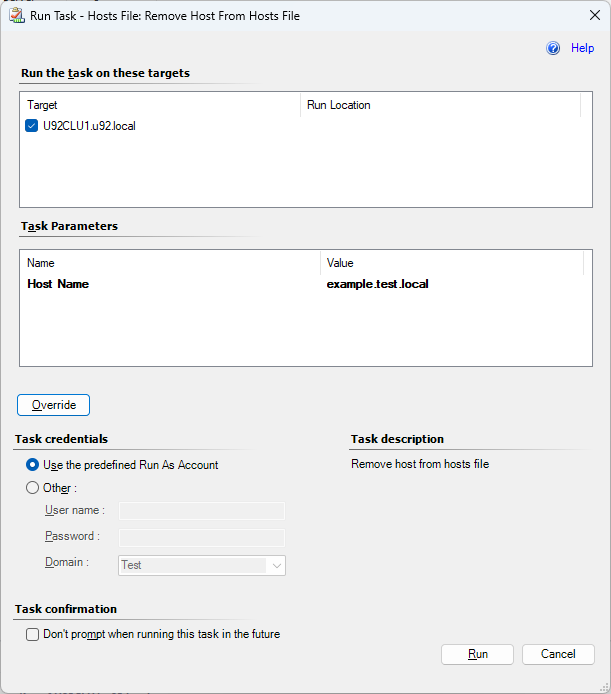 Run Task - Hosts File: Remove Host From Hosts File
Help
Run the task on these targets
Target Run Location
U92CLU1.u92.local
Task Parameters
Name Value
Host Name example.test.local
Override
Task credentials
Use the predefined Run As Account
Other :
User name :
Password :
Domain : Test
Task description
Remove host from hosts file
Task confirmation
Don't prompt when running this task in the future
Run Cancel